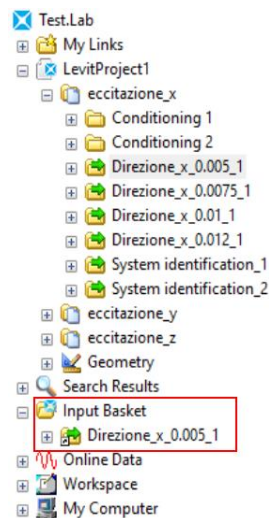 Test.Lab
My Links
LevitProject1
eccitazione_x
Conditioning 1
Conditioning 2
Direzione_x_0.005_1
Direzione_x_0.0075_1
Direzione_x_0.01_1
Direzione_x_0.012_1
System identification_1
System identification_2
eccitazione_y
eccitazione_z
Geometry
Search Results
Input Basket
Direzione_x_0.005_1
Online Data
Workspace
My Computer